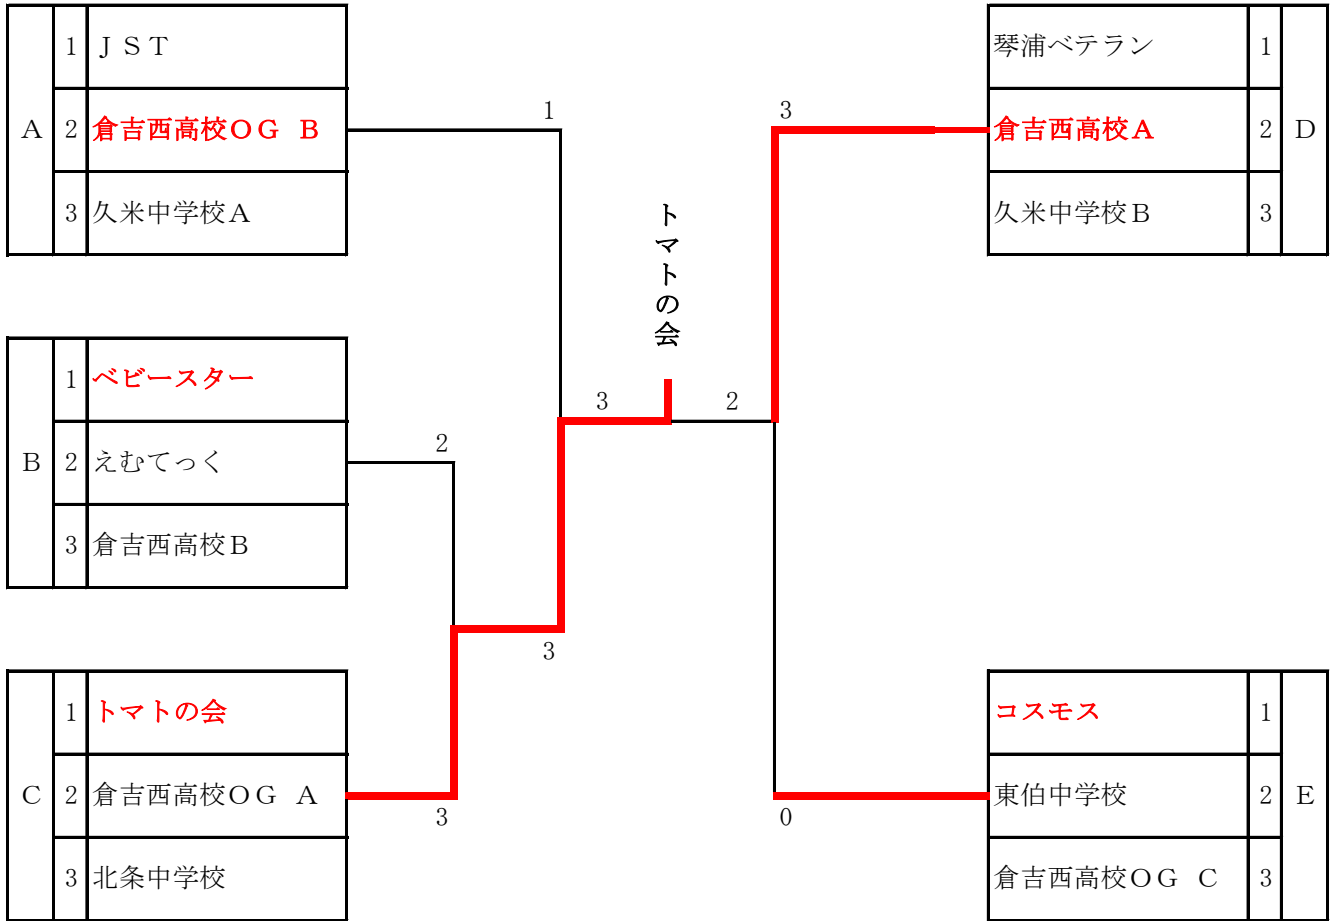 A
1 ＪＳＴ
2 倉吉西高校ＯＧ　Ｂ
3 久米中学校Ａ
B
1 ベビースター
2 えむてっく
3 倉吉西高校Ｂ
C
1 トマトの会
2 倉吉西高校ＯＧ　Ａ
3 北条中学校
1
2
3
3
3
トマトの会
2
3
0
琴浦ベテラン 1
倉吉西高校Ａ 2
久米中学校Ｂ 3
D
コスモス 1
東伯中学校 2
倉吉西高校ＯＧ　Ｃ 3
E